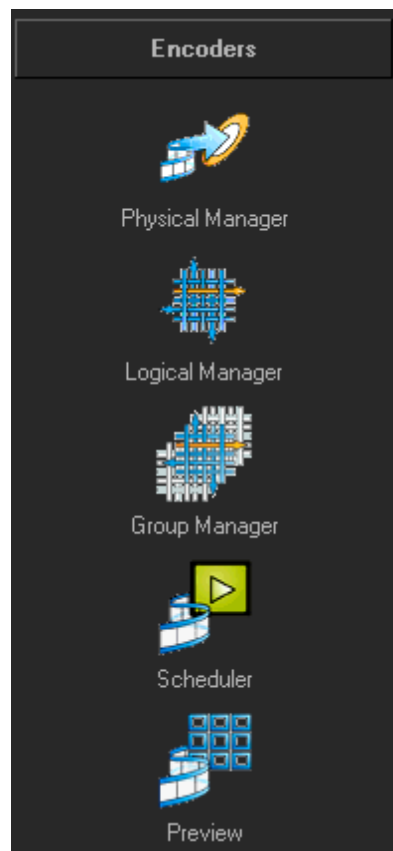 Encoders
Physical Manager
Logical Manager
Group Manager
Scheduler
Preview